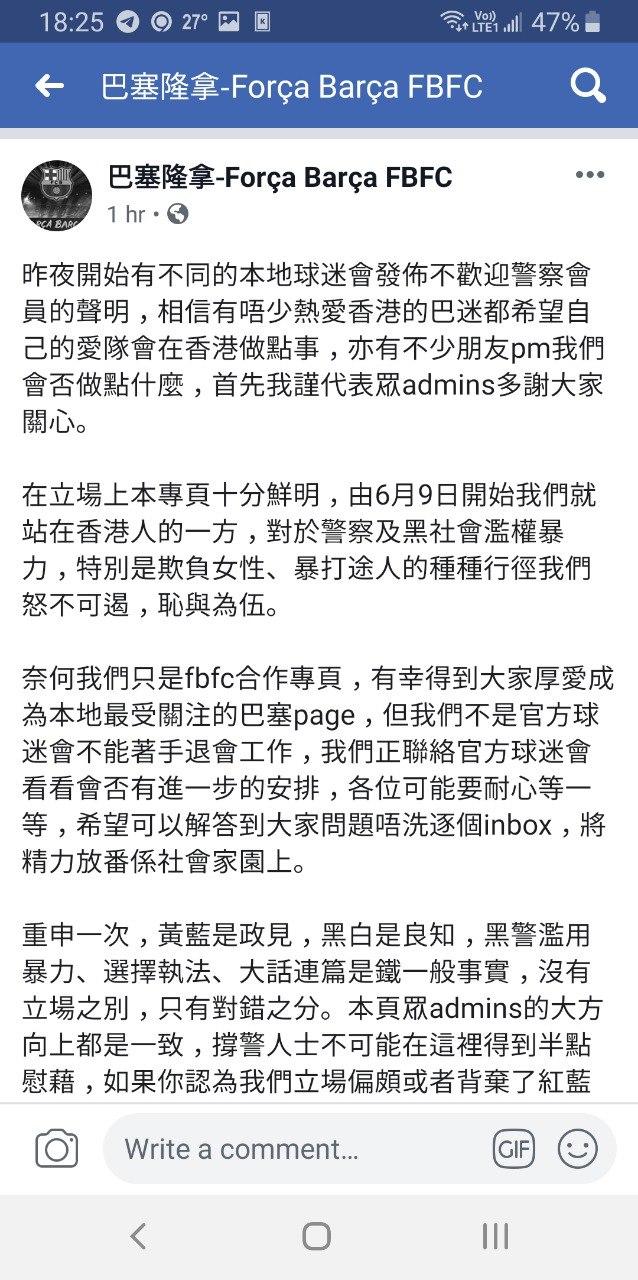 18:25 27° Vo)) LTE1 47%
巴塞隆拿-Força Barça FBFC
巴塞隆拿-Força Barça FBFC
1 hr
昨夜開始有不同的本地球迷會發佈不歡迎警察會
員的聲明，相信有唔少熱愛香港的巴迷都希望自
己的愛隊會在香港做點事，亦有不少朋友pm我們
會否做點什麼，首先我謹代表眾admins多謝大家
關心。
在立場上本專頁十分鮮明，由6月9日開始我們就
站在香港人的一方，對於警察及黑社會濫權暴
力，特別是欺負女性、暴打途人的種種行徑我們
怒不可遏，恥與為伍。
奈何我們只是fbfc合作專頁，有幸得到大家厚愛成
為本地最受關注的巴塞page，但我們不是官方球
迷會不能著手退會工作，我們正聯絡官方球迷會
看看會否有進一步的安排，各位可能要耐心等一
等，希望可以解答到大家問題唔洗逐個inbox，將
精力放番係社會家園上。
重申一次，黃藍是政見，黑白是良知，黑警濫用
暴力、選擇執法、大話連篇是鐵一般事實，沒有
立場之別，只有對錯之分。本頁眾admins的大方
向上都是一致，撐警人士不可能在這裡得到半點
慰藉，如果你認為我們立場偏頗或者背棄了紅藍
Write a comment...
GIF